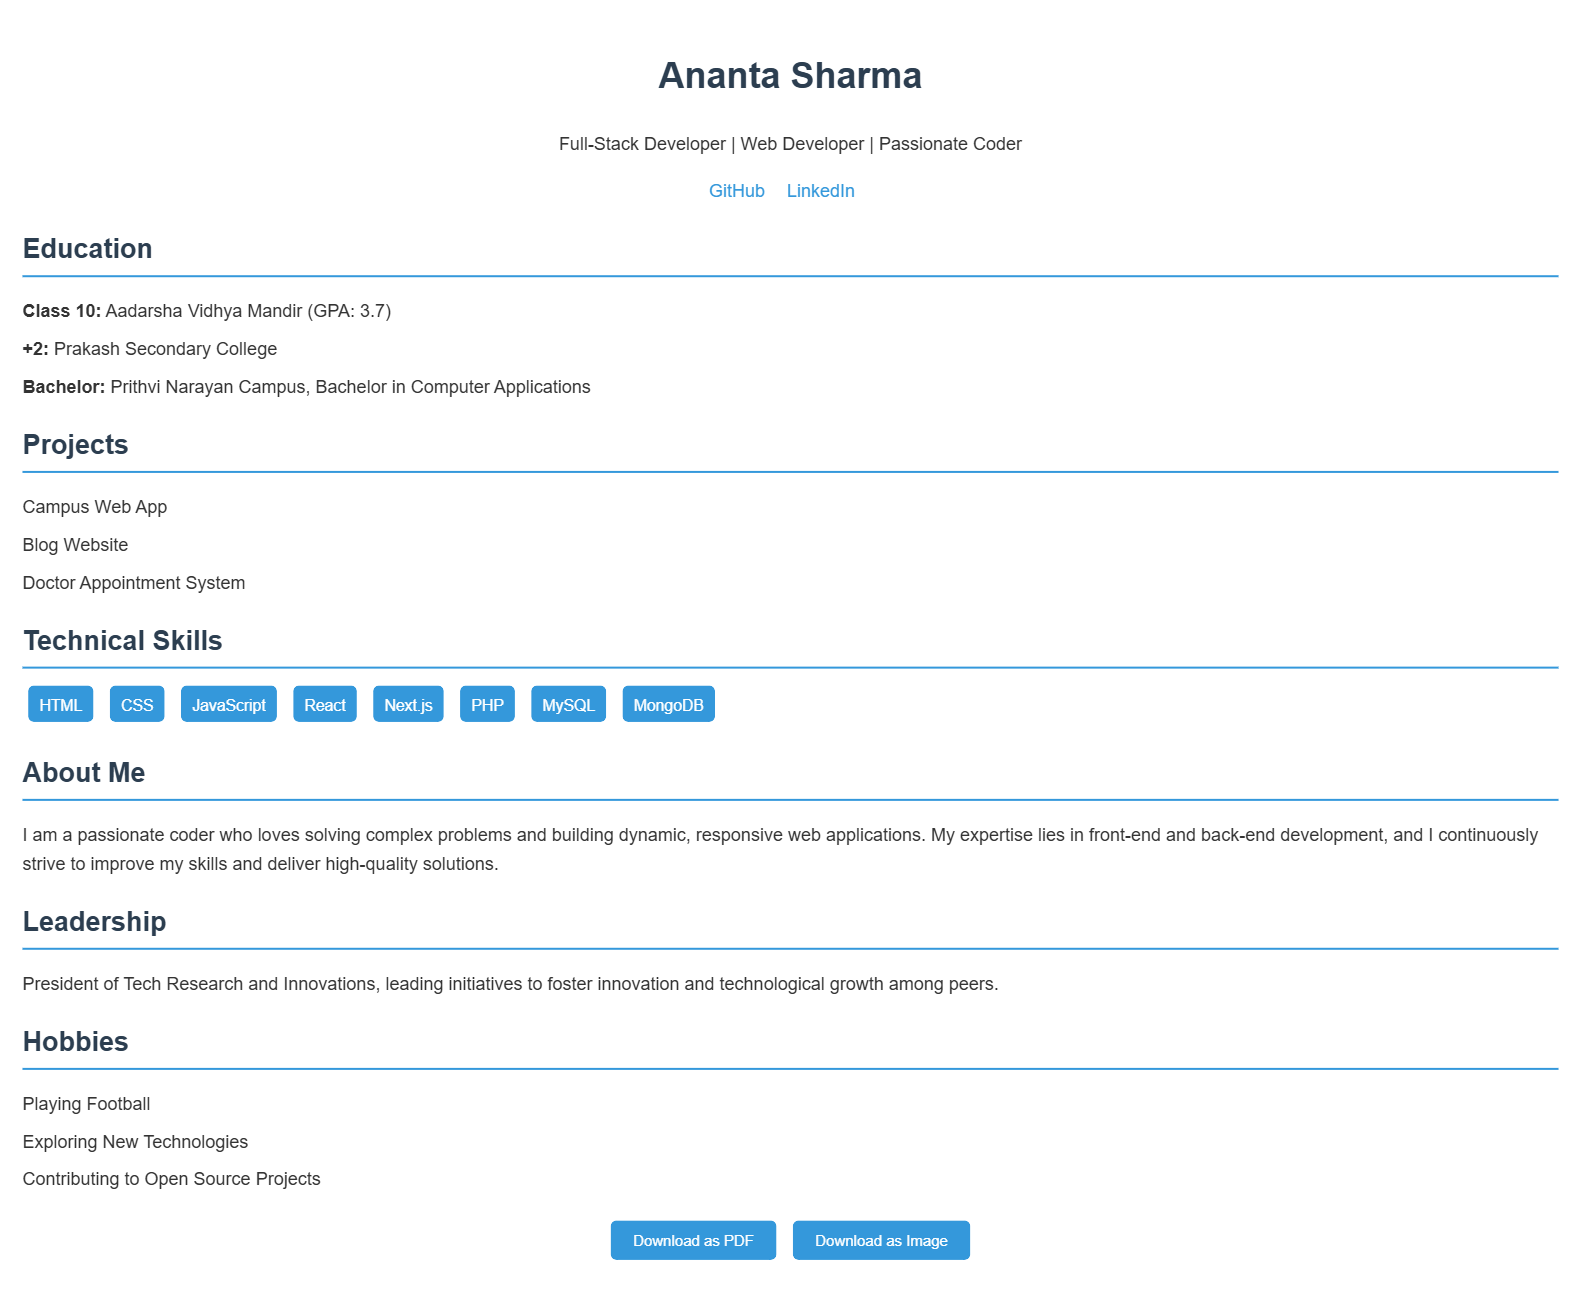 Ananta Sharma
Full-Stack Developer | Web Developer | Passionate Coder
GitHub LinkedIn
Education
Class 10: Aadarsha Vidhya Mandir (GPA: 3.7)
+2: Prakash Secondary College
Bachelor: Prithvi Narayan Campus, Bachelor in Computer Applications
Projects
Campus Web App
Blog Website
Doctor Appointment System
Technical Skills
HTML CSS JavaScript React Next.js PHP MySQL MongoDB
About Me
I am a passionate coder who loves solving complex problems and building dynamic, responsive web applications. My expertise lies in front-end and back-end development, and I continuously
strive to improve my skills and deliver high-quality solutions.
Leadership
President of Tech Research and Innovations, leading initiatives to foster innovation and technological growth among peers.
Hobbies
Playing Football
Exploring New Technologies
Contributing to Open Source Projects
Download as PDF Download as Image